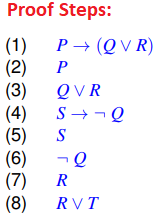 Proof Steps:
(1) P → (Q ∨ R)
(2) P
(3) Q ∨ R
(4) S → ¬ Q
(5) S
(6) ¬ Q
(7) R
(8) R ∨ T